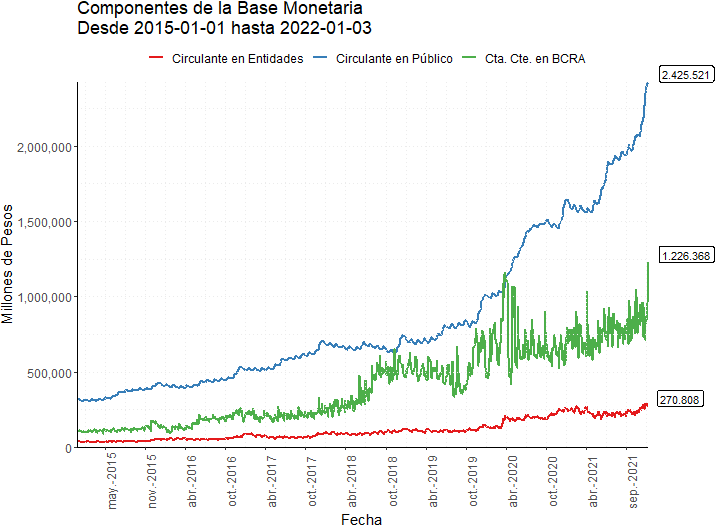 Componentes de la Base Monetaria
Desde 2015-01-01 hasta 2022-01-03
Circulante en Entidades Circulante en Público Cta. Cte. en BCRA
2.425.521
2,000,000
1,500,000
1.226.368
1,000,000
500,000
270.808
0
Millones de Pesos
may.-2015 nov.-2015 abr.-2016 oct.-2016 oct.-2017 abr.-2018 oct.-2018 abr.-2019 oct.-2019 abr.-2020 oct.-2020 abr.-2021 sep.-2021
Fecha